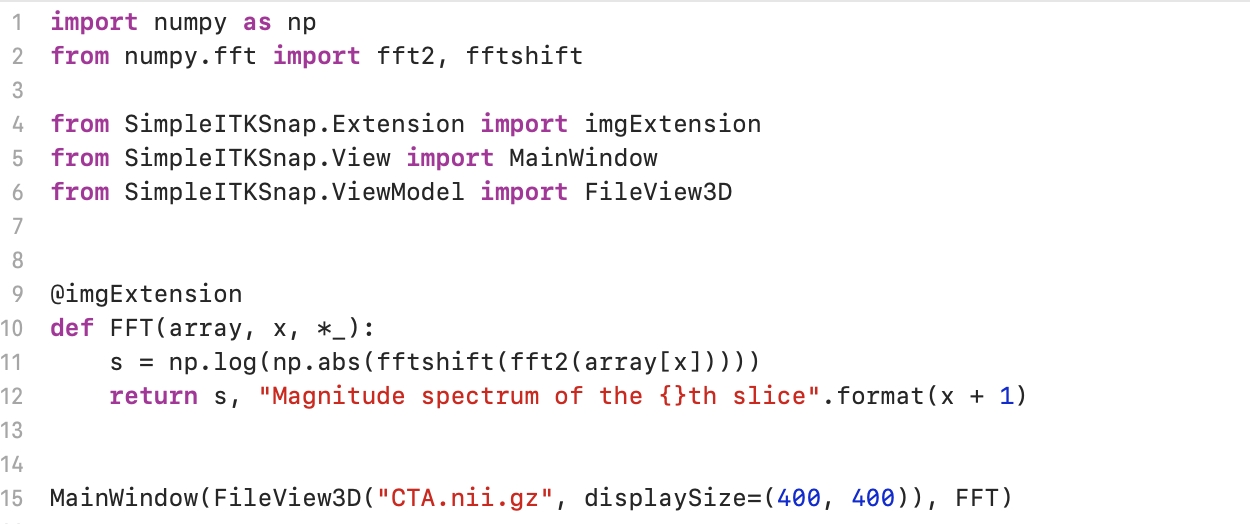 1 import numpy as np
2 from numpy.fft import fft2, fftshift
3
4 from SimpleITKSnap.Extension import imgExtension
5 from SimpleITKSnap.View import MainWindow
6 from SimpleITKSnap.ViewModel import FileView3D
7
8
9 @imgExtension
10 def FFT(array, x, *_):
11     s = np.log(np.abs(fftshift(fft2(array[x]))))
12     return s, "Magnitude spectrum of the {}th slice".format(x + 1)
13
14
15 MainWindow(FileView3D("CTA.nii.gz", displaySize=(400, 400)), FFT)